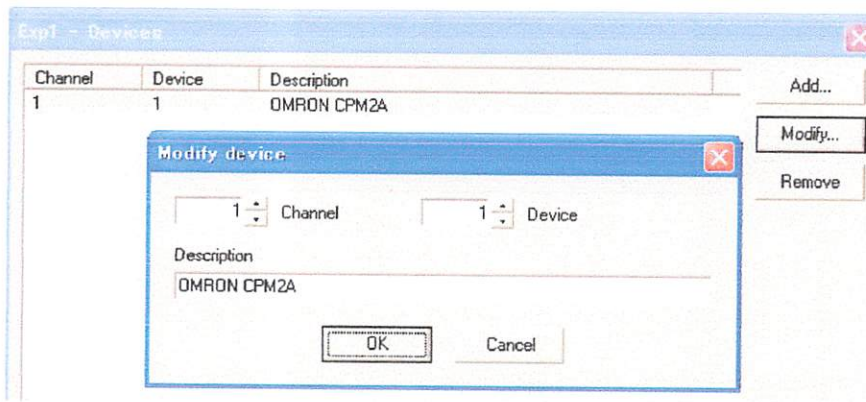 Exp1 - Devices
Channel Device Description
1 1 OMRON CPM2A
Add...
Modify...
Remove
Modify device
1 Channel 1 Device
Description
OMRON CPM2A
OK Cancel